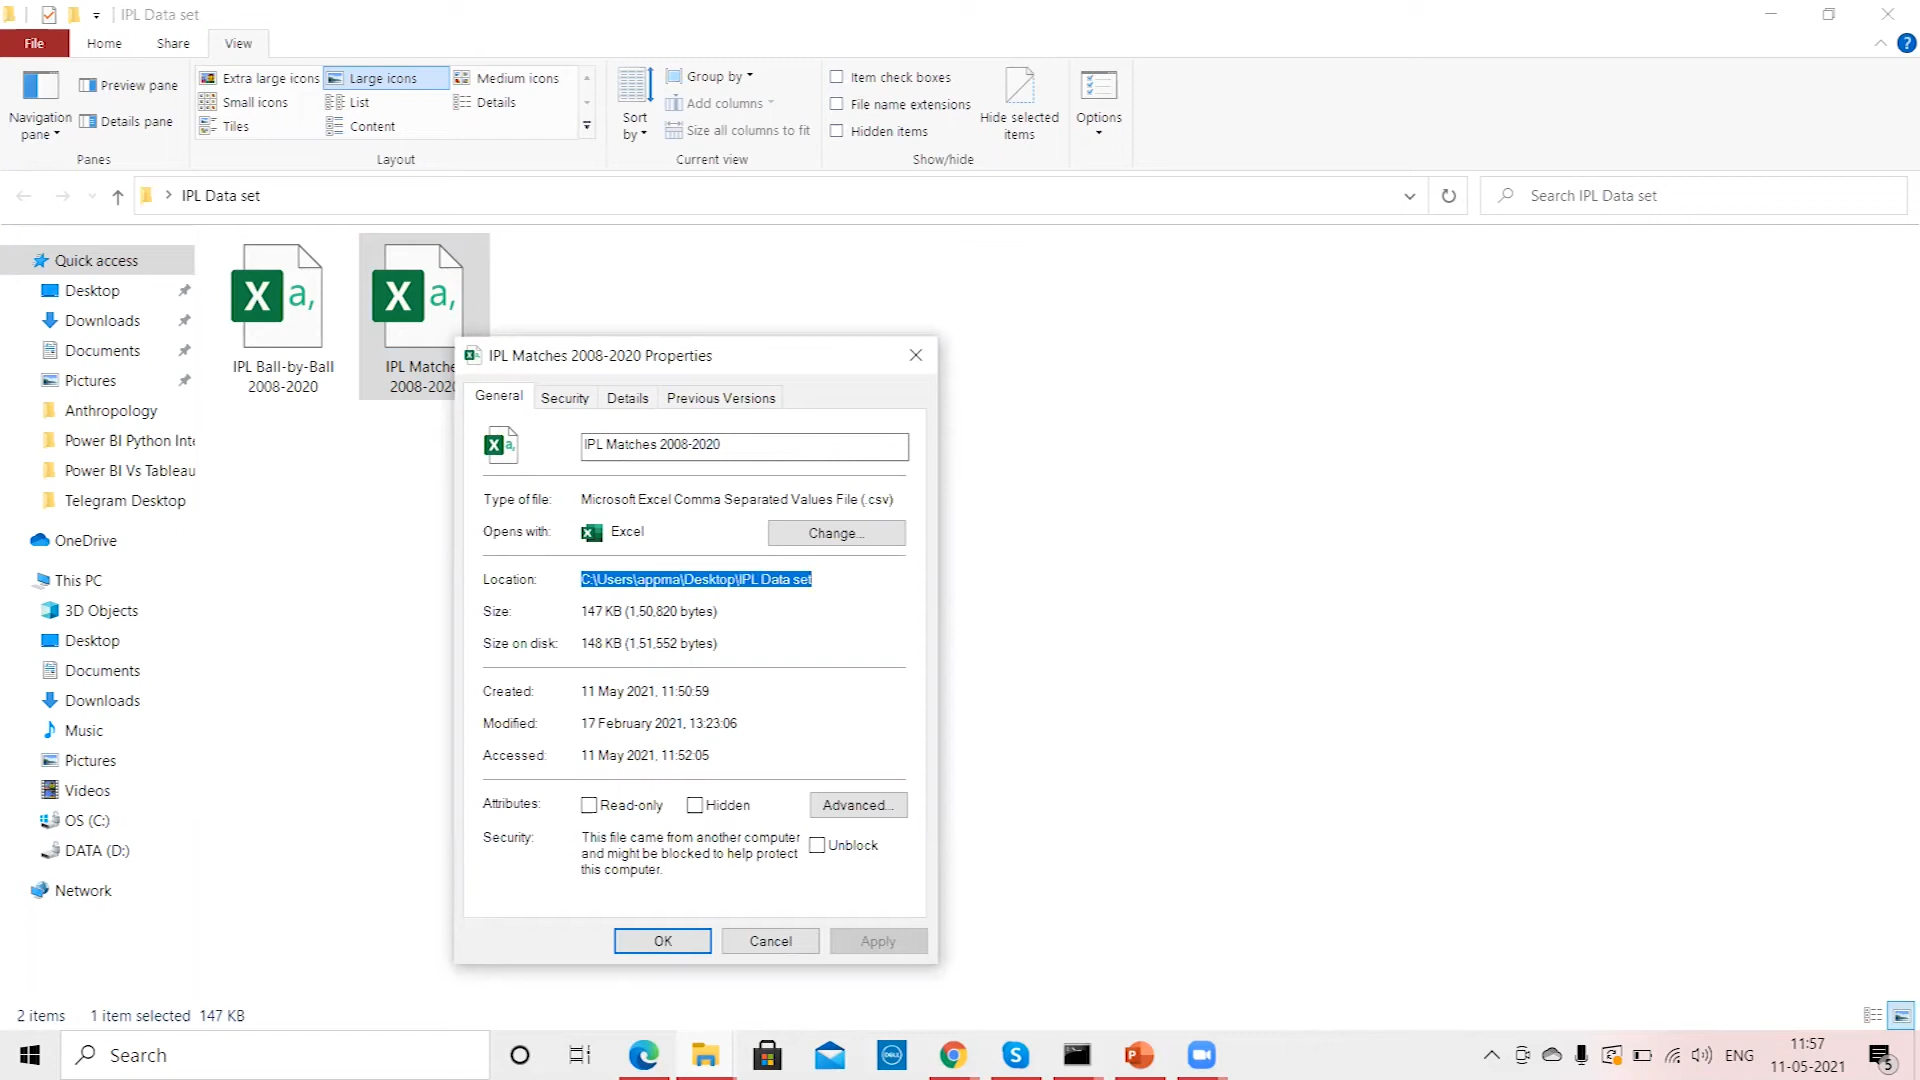 IPL Data set
File
Home
Share
View
Navigation pane
Preview pane
Details pane
Panes
Extra large icons
Large icons
Medium icons
Small icons
List
Details
Tiles
Content
Layout
Sort by
Group by
Add columns
Size all columns to fit
Current view
Item check boxes
File name extensions
Hidden items
Hide selected items
Show/hide
Options
IPL Data set
Search IPL Data set
Quick access
Desktop
Downloads
Documents
Pictures
Anthropology
Power BI Python Inte
Power BI Vs Tableau
Telegram Desktop
OneDrive
This PC
3D Objects
Desktop
Documents
Downloads
Music
Pictures
Videos
OS (C:)
DATA (D:)
Network
X a,
IPL Ball-by-Ball
2008-2020
X a,
IPL Matche
2008-2020
IPL Matches 2008-2020 Properties
General
Security
Details
Previous Versions
IPL Matches 2008-2020
Type of file: Microsoft Excel Comma Separated Values File (.csv)
Opens with: Excel Change...
Location: C:\Users\appma\Desktop\IPL Data set
Size: 147 KB (1,50,820 bytes)
Size on disk: 148 KB (1,51,552 bytes)
Created: 11 May 2021, 11:50:59
Modified: 17 February 2021, 13:23:06
Accessed: 11 May 2021, 11:52:05
Attributes: Read-only Hidden Advanced...
Security: This file came from another computer
and might be blocked to help protect
this computer.
Unblock
OK
Cancel
Apply
2 items 1 item selected 147 KB
Search
DELL
ENG
11:57
11-05-2021
5